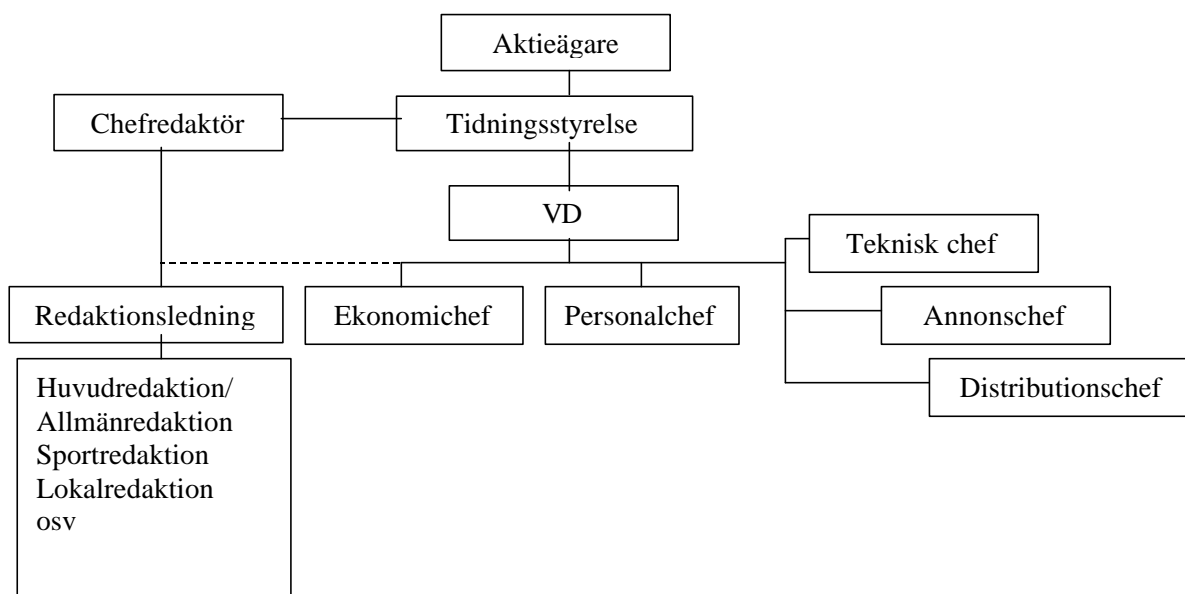 Aktieägare
Chefredaktör
Tidningsstyrelse
VD
Teknisk chef
Redaktionsledning
Ekonomichef
Personalchef
Annonschef
Distributionschef
Huvudredaktion/
Allmänredaktion
Sportredaktion
Lokalredaktion
osv